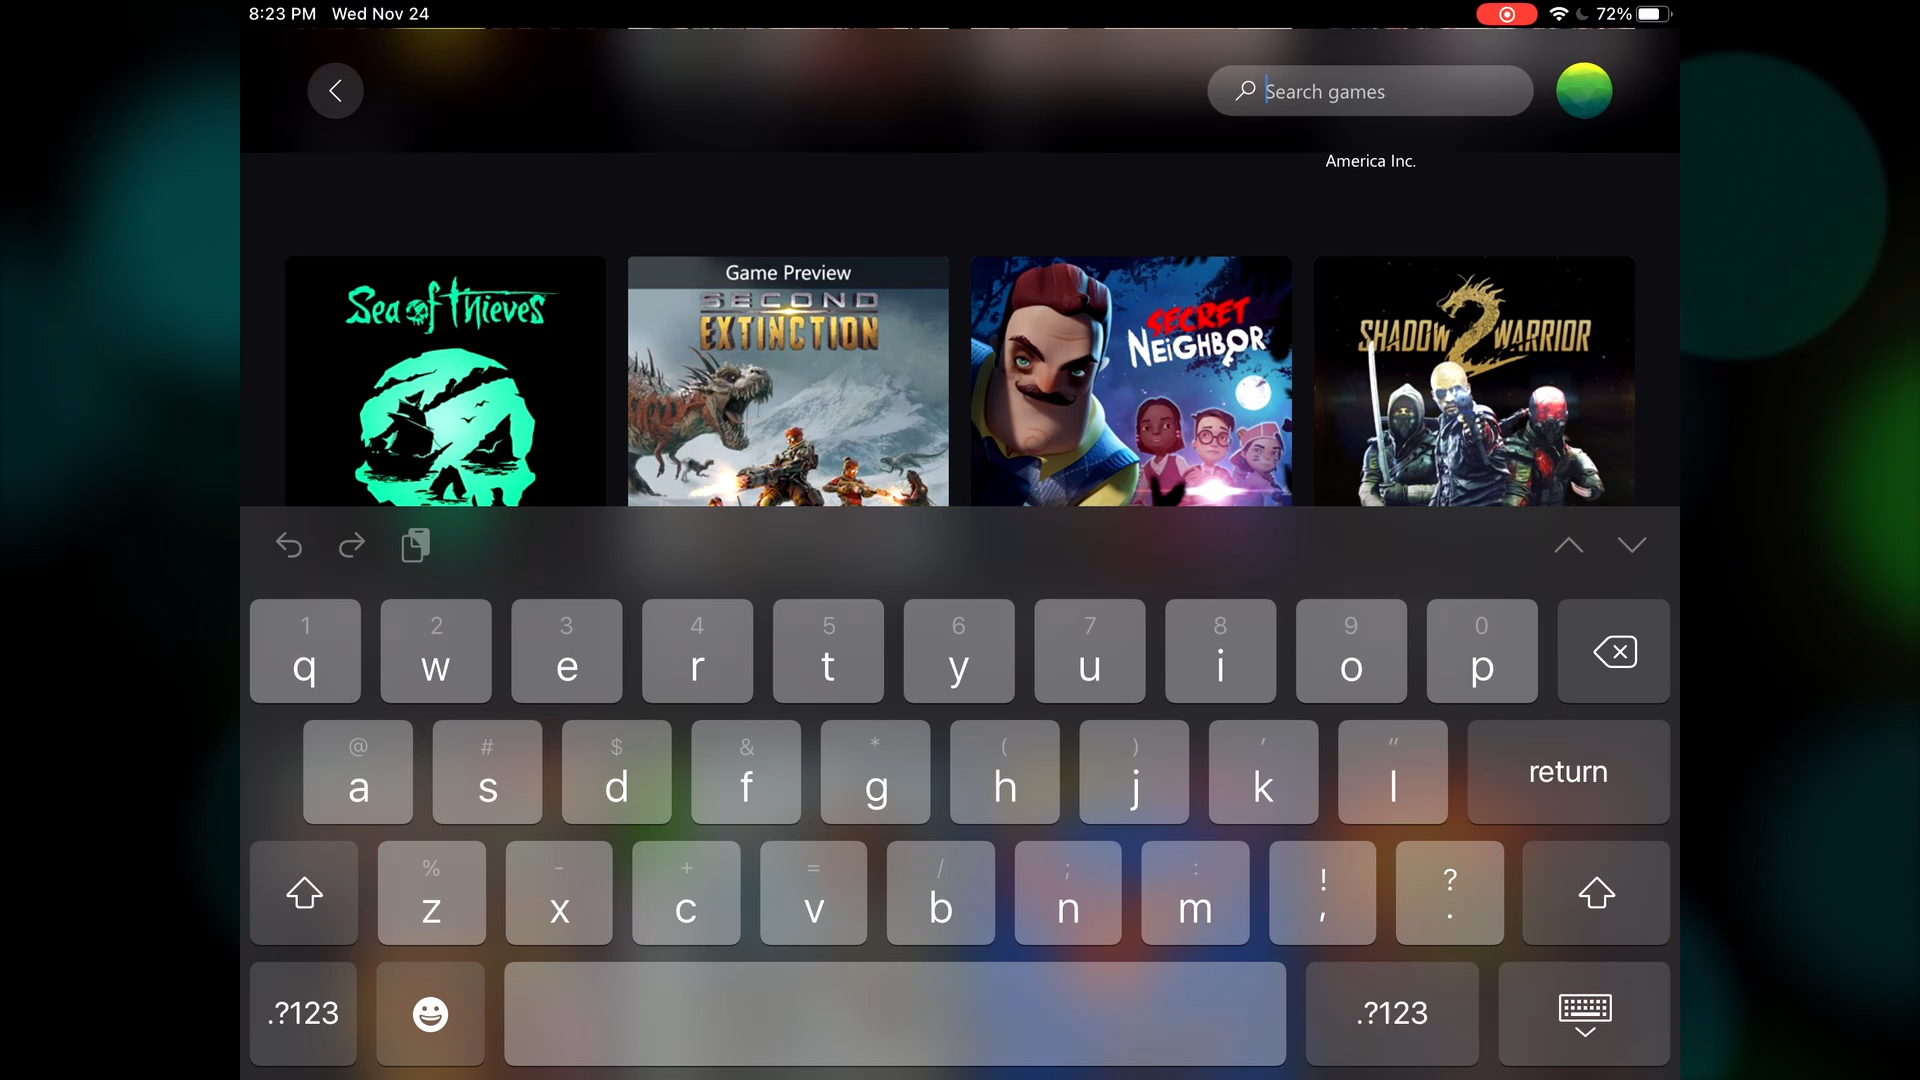 8:23 PM Wed Nov 24 72%
Search games
America Inc.
Sea of Thieves
Game Preview
SECOND
EXTINCTION
SECRET
NEiGHBOR
SHADOW 2 WARRIOR
1 2 3 4 5 6 7 8 9 0
q w e r t y u i o p
@ # $ & * ( ) ' "
a s d f g h j k l return
% - + = / ; : ! ?
z x c v b n m , .
.?123 .?123